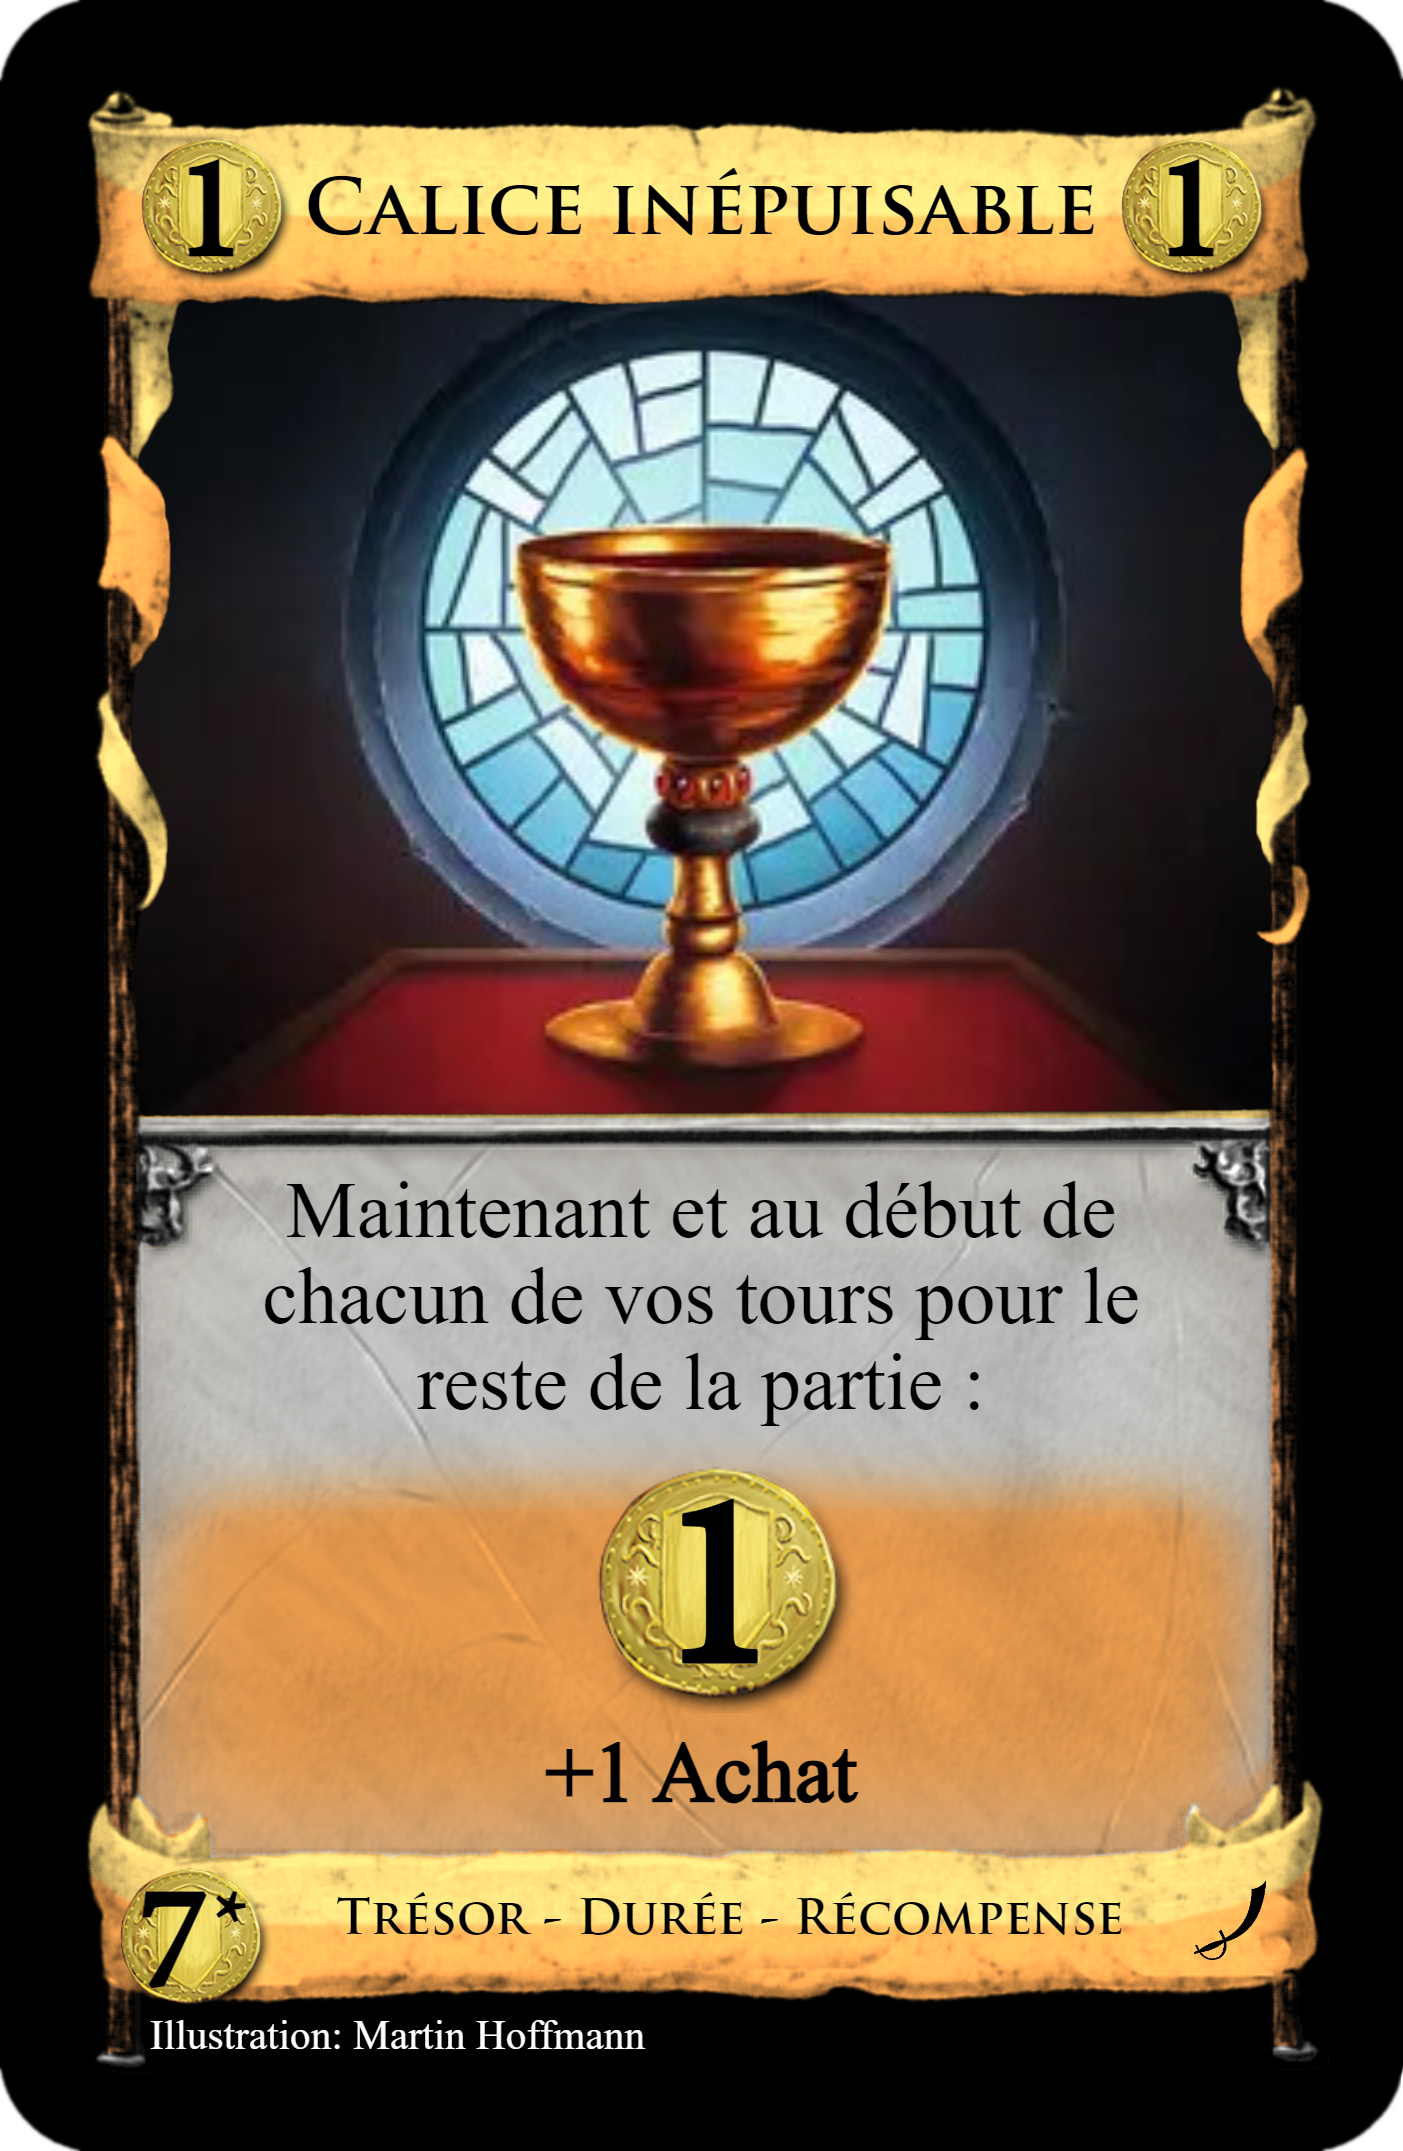 1 Calice inépuisable 1
Maintenant et au début de
chacun de vos tours pour le
reste de la partie :
1
+1 Achat
7* Trésor - Durée - Récompense
Illustration: Martin Hoffmann